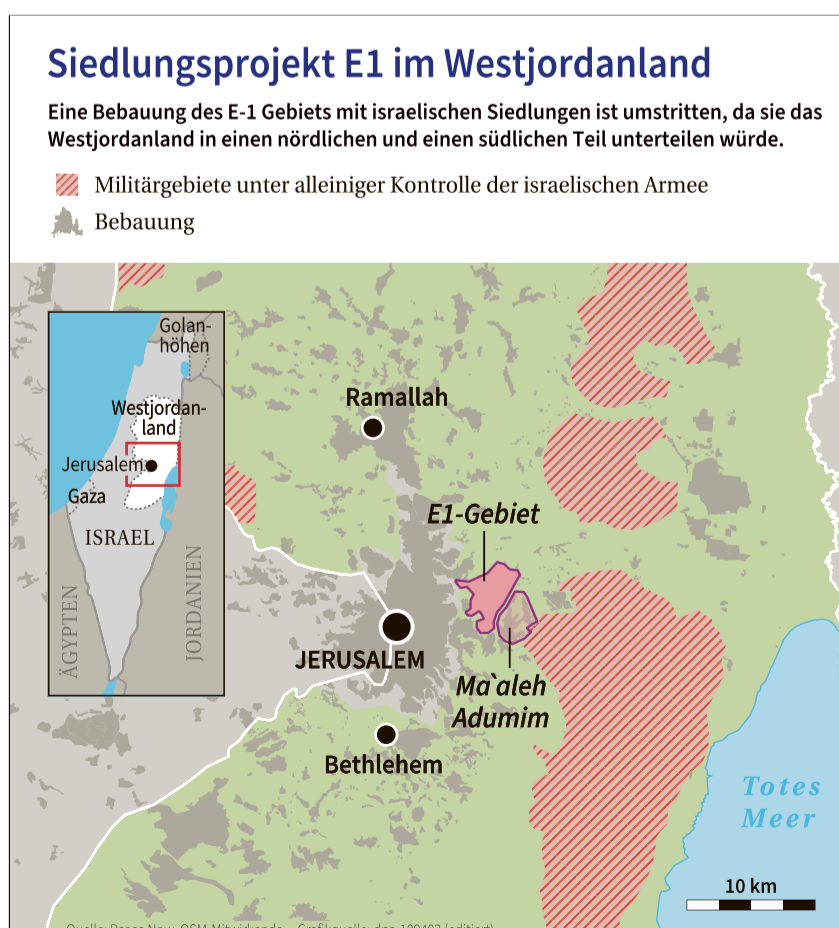 Siedlungsprojekt E1 im Westjordanland
Eine Bebauung des E-1 Gebiets mit israelischen Siedlungen ist umstritten, da sie das
Westjordanland in einen nördlichen und einen südlichen Teil unterteilen würde.
Militärgebiete unter alleiniger Kontrolle der israelischen Armee
Bebauung
Golan-
höhen
Westjordan-
land
Jerusalem
Gaza
ISRAEL
ÄGYPTEN
JORDANIEN
Ramallah
E1-Gebiet
JERUSALEM
Ma`aleh
Adumim
Bethlehem
Totes
Meer
10 km